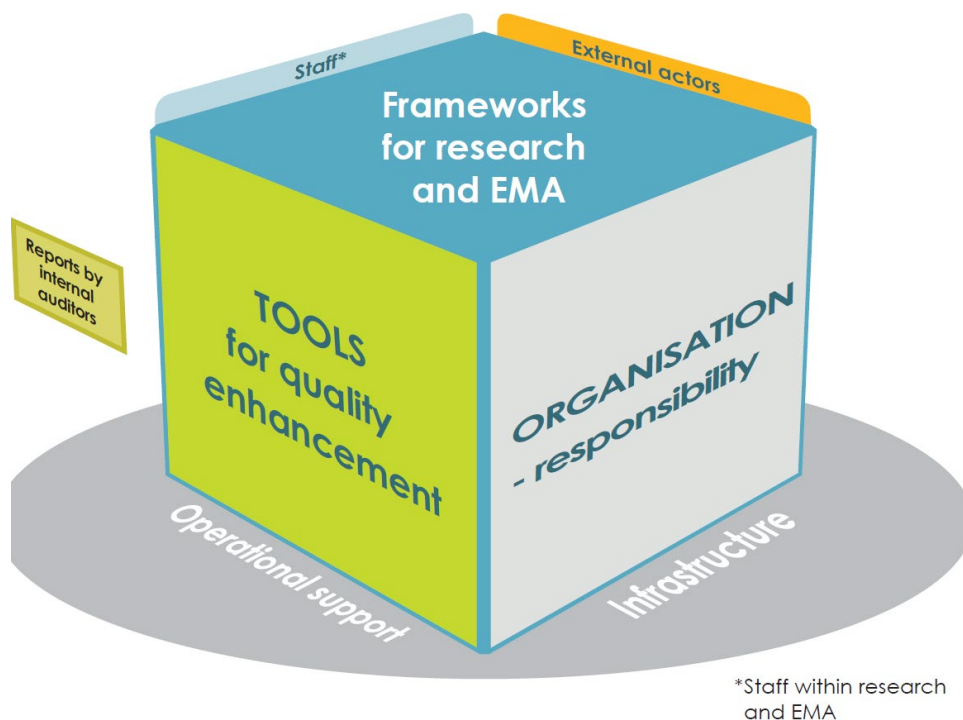 Staff*
External actors
Frameworks
for research
and EMA
Reports by
internal
auditors
TOOLS
for quality
enhancement
ORGANISATION
- responsibility
Operational support
Infrastructure
*Staff within research
and EMA